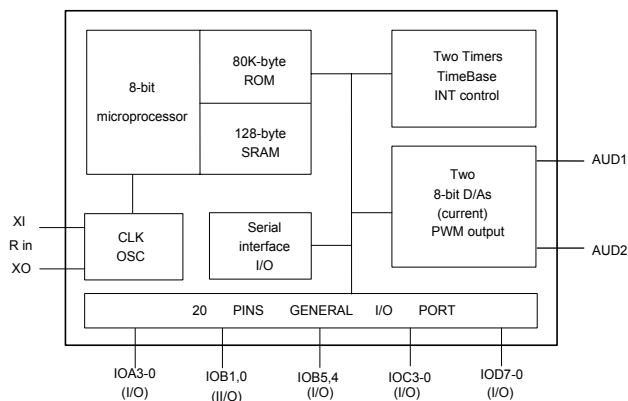 8-bit
microprocessor
80K-byte
ROM
128-byte
SRAM
Two Timers
TimeBase
INT control
Two
8-bit D/As
(current)
PWM output
AUD1
AUD2
XI
R in
XO
CLK
OSC
Serial
interface
I/O
20 PINS GENERAL I/O PORT
IOA3-0
(I/O)
IOB1,0
(II/O)
IOB5,4
(I/O)
IOC3-0
(I/O)
IOD7-0
(I/O)